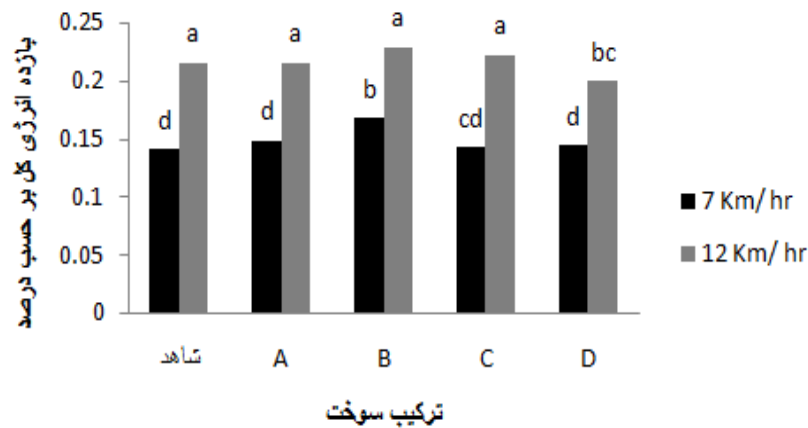 بازده انرژی کل بر حسب درصد
0.25
0.2
0.15
0.1
0.05
0
a
a
a
a
bc
d
d
b
cd
d
شاهد
A
B
C
D
ترکیب سوخت
7 Km/ hr
12 Km/ hr